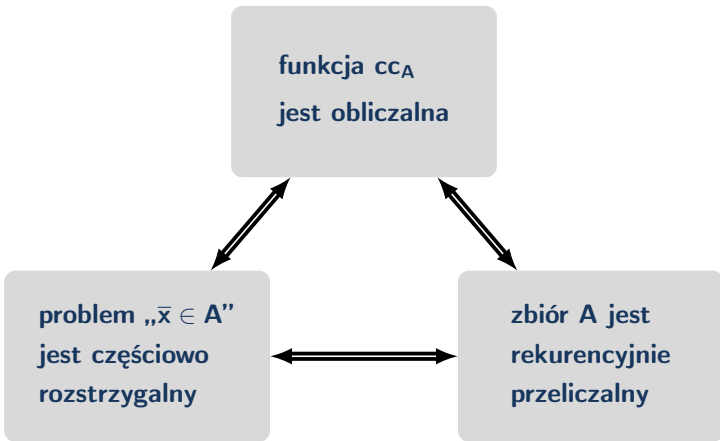 funkcja cc_A
jest obliczalna
problem „x̅ ∈ A”
jest częściowo
rozstrzygalny
zbiór A jest
rekurencyjnie
przeliczalny